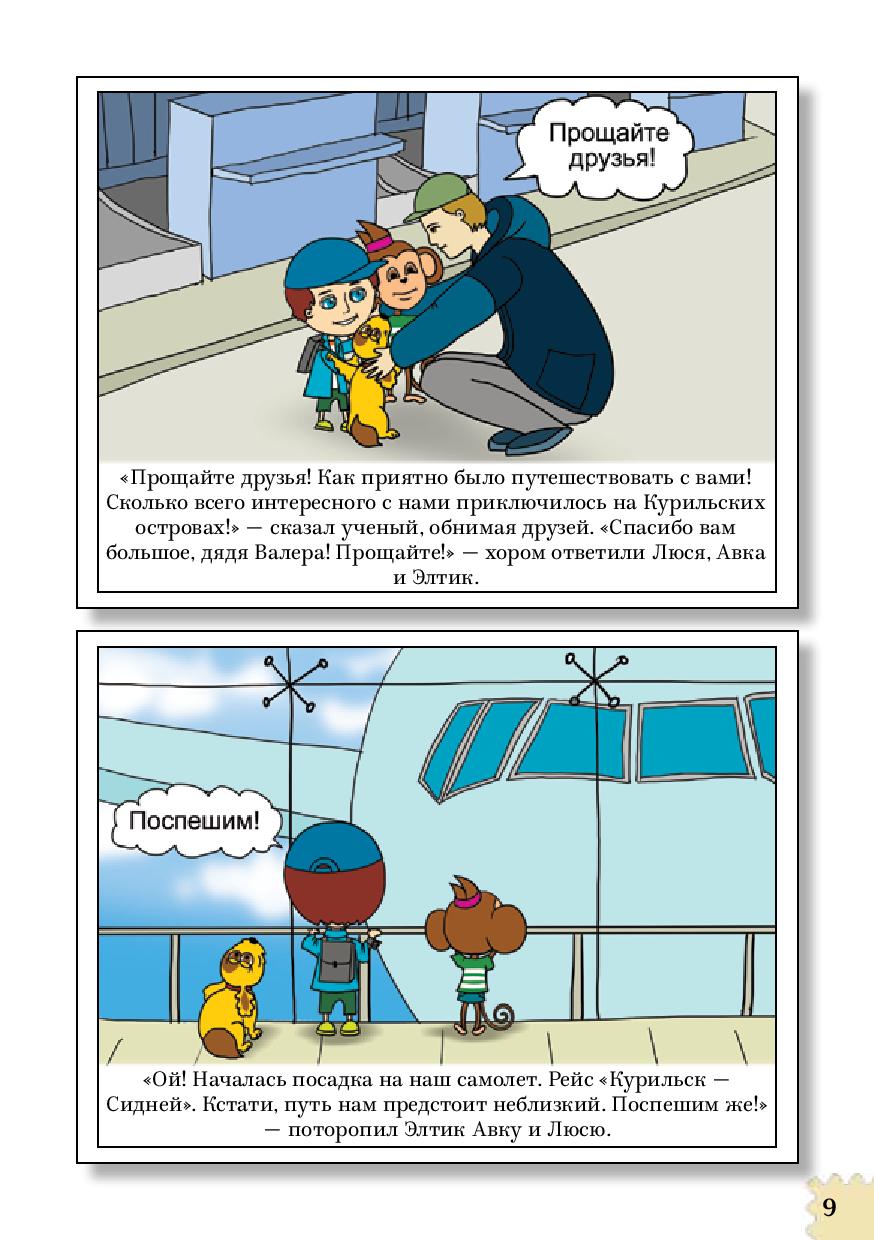 Прощайте
друзья!
«Прощайте друзья! Как приятно было путешествовать с вами!
Сколько всего интересного с нами приключилось на Курильских
островах!» — сказал ученый, обнимая друзей. «Спасибо вам
большое, дядя Валера! Прощайте!» — хором ответили Люся, Авка
и Элтик.
Поспешим!
«Ой! Началась посадка на наш самолет. Рейс «Курильск —
Сидней». Кстати, путь нам предстоит неблизкий. Поспешим же!»
— поторопил Элтик Авку и Люсю.
9